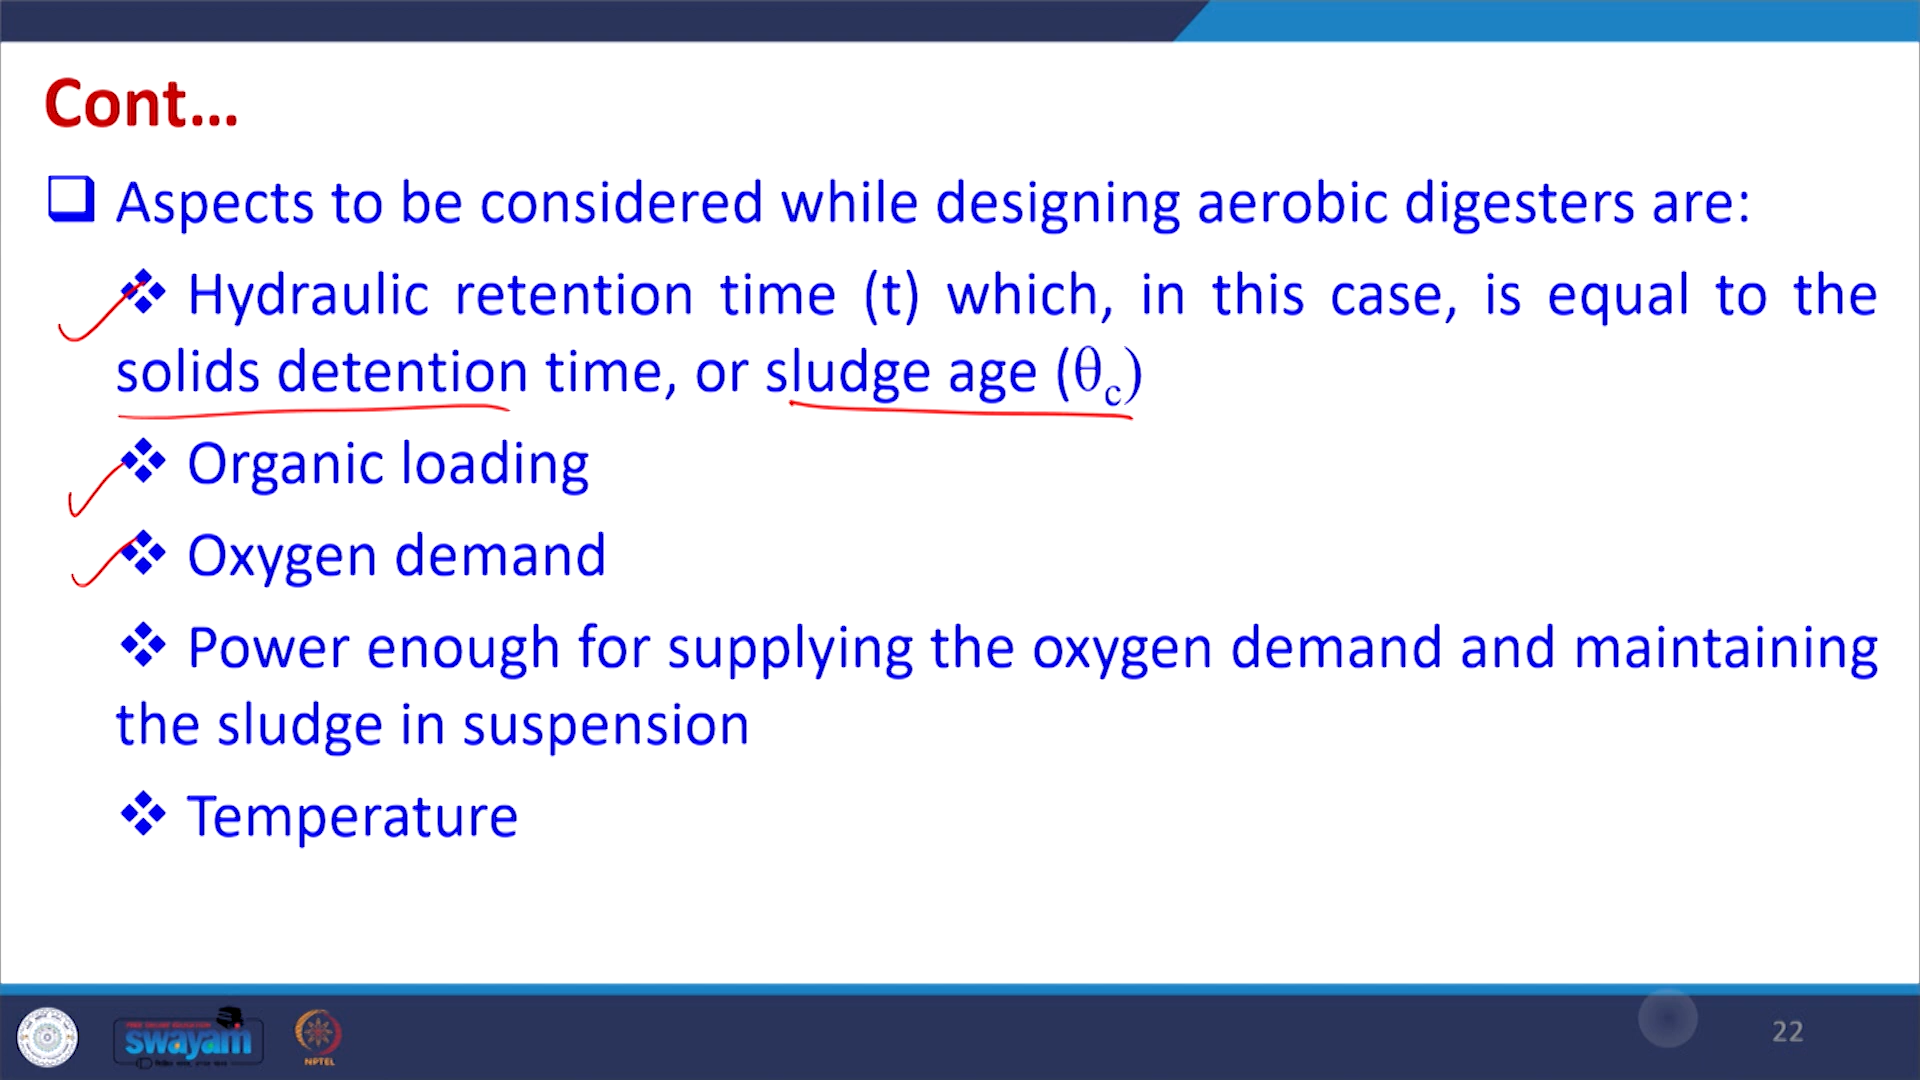 Cont...
Aspects to be considered while designing aerobic digesters are:
Hydraulic retention time (t) which, in this case, is equal to the
solids detention time, or sludge age (θc)
Organic loading
Oxygen demand
Power enough for supplying the oxygen demand and maintaining
the sludge in suspension
Temperature
swayam
NPTEL
22